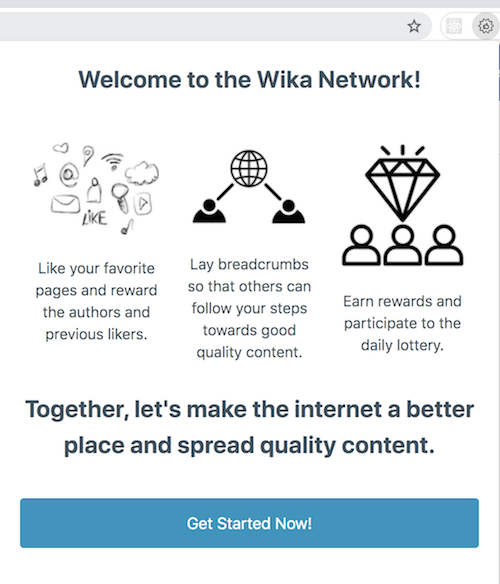 Welcome to the Wika Network!
LIKE
Like your favorite
pages and reward
the authors and
previous likers.
Lay breadcrumbs
so that others can
follow your steps
towards good
quality content.
Earn rewards and
participate to the
daily lottery.
Together, let's make the internet a better
place and spread quality content.
Get Started Now!